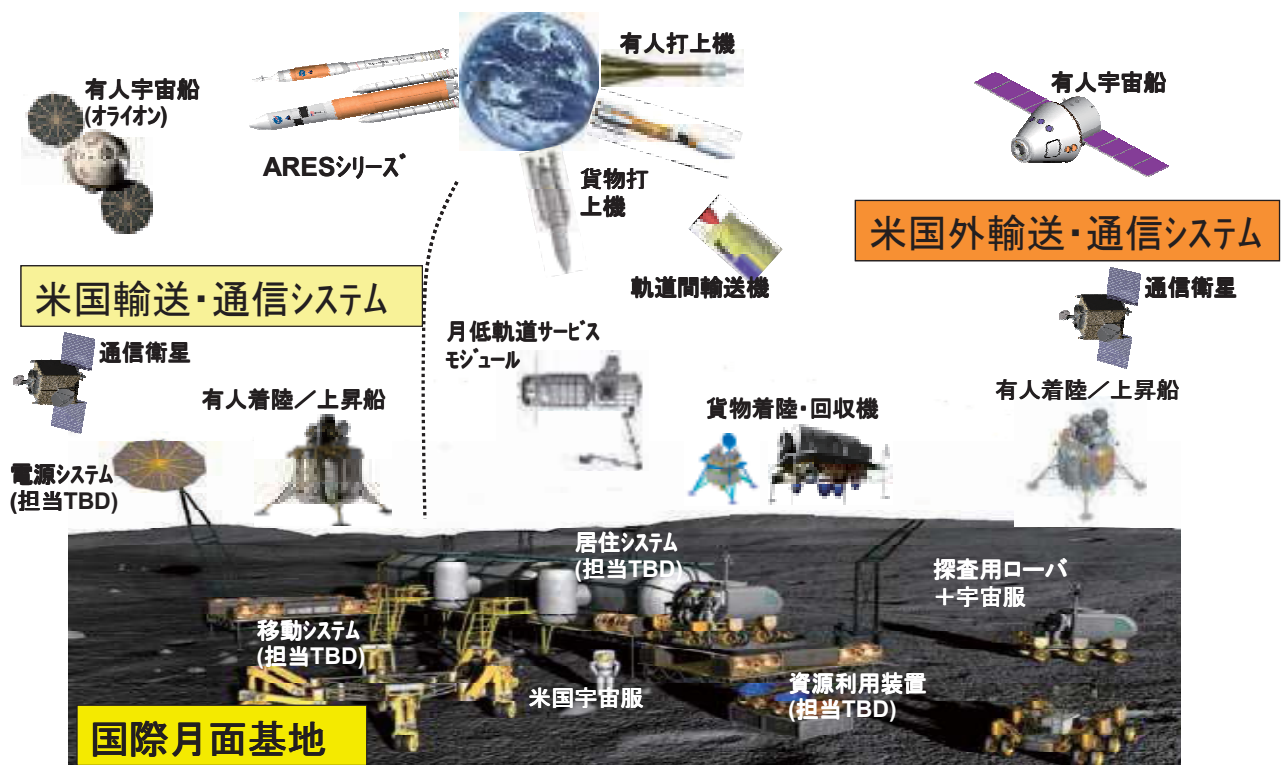 有人打上機
有人宇宙船
(オライオン)
有人宇宙船
ARESシリーズ
貨物打
上機
米国外輸送・通信システム
軌道間輸送機
通信衛星
米国輸送・通信システム
月低軌道サービス
モジュール
通信衛星
有人着陸／上昇船
有人着陸／上昇船
貨物着陸・回収機
電源システム
(担当TBD)
居住システム
(担当TBD)
探査用ローバ
＋宇宙服
移動システム
(担当TBD)
米国宇宙服
資源利用装置
(担当TBD)
国際月面基地